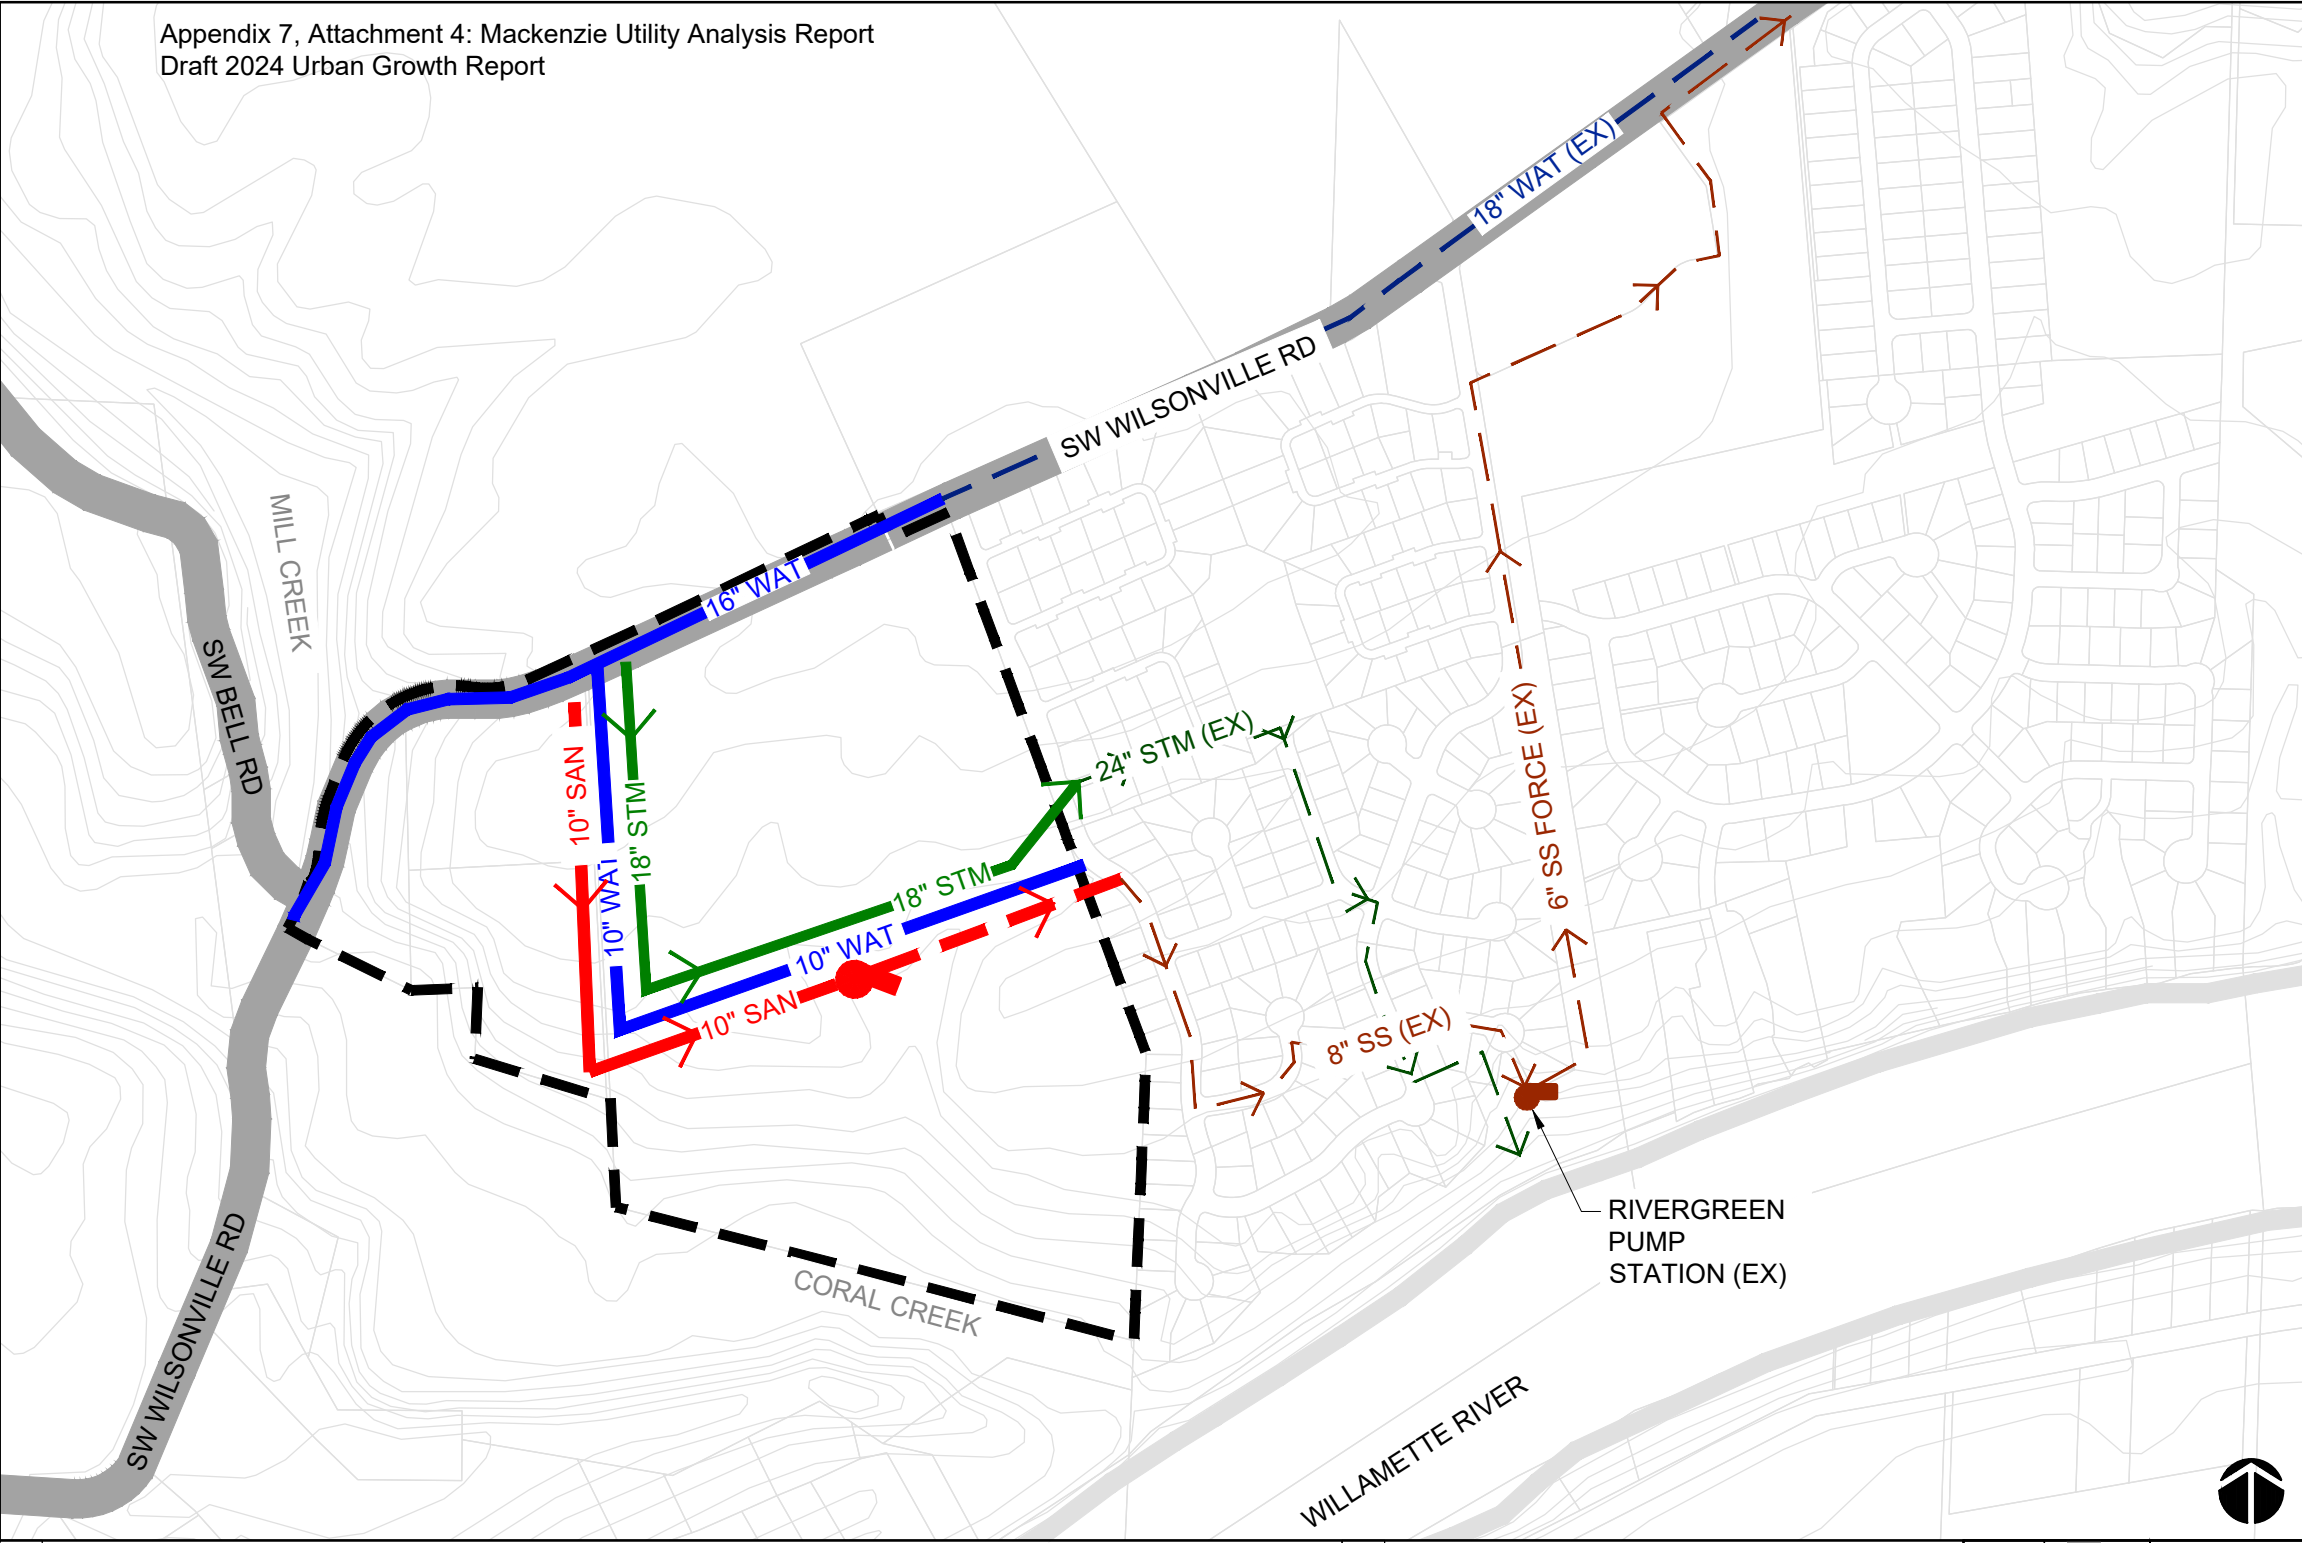 Appendix 7, Attachment 4: Mackenzie Utility Analysis Report
Draft 2024 Urban Growth Report
18" WAT (EX)
SW WILSONVILLE RD
MILL CREEK
16" WAT
SW BELL RD
10" SAN
10" WAT
18" STM
24" STM (EX)
6" SS FORCE (EX)
18" STM
10" WAT
10" SAN
8" SS (EX)
RIVERGREEN
PUMP
STATION (EX)
CORAL CREEK
SW WILSONVILLE RD
WILLAMETTE RIVER